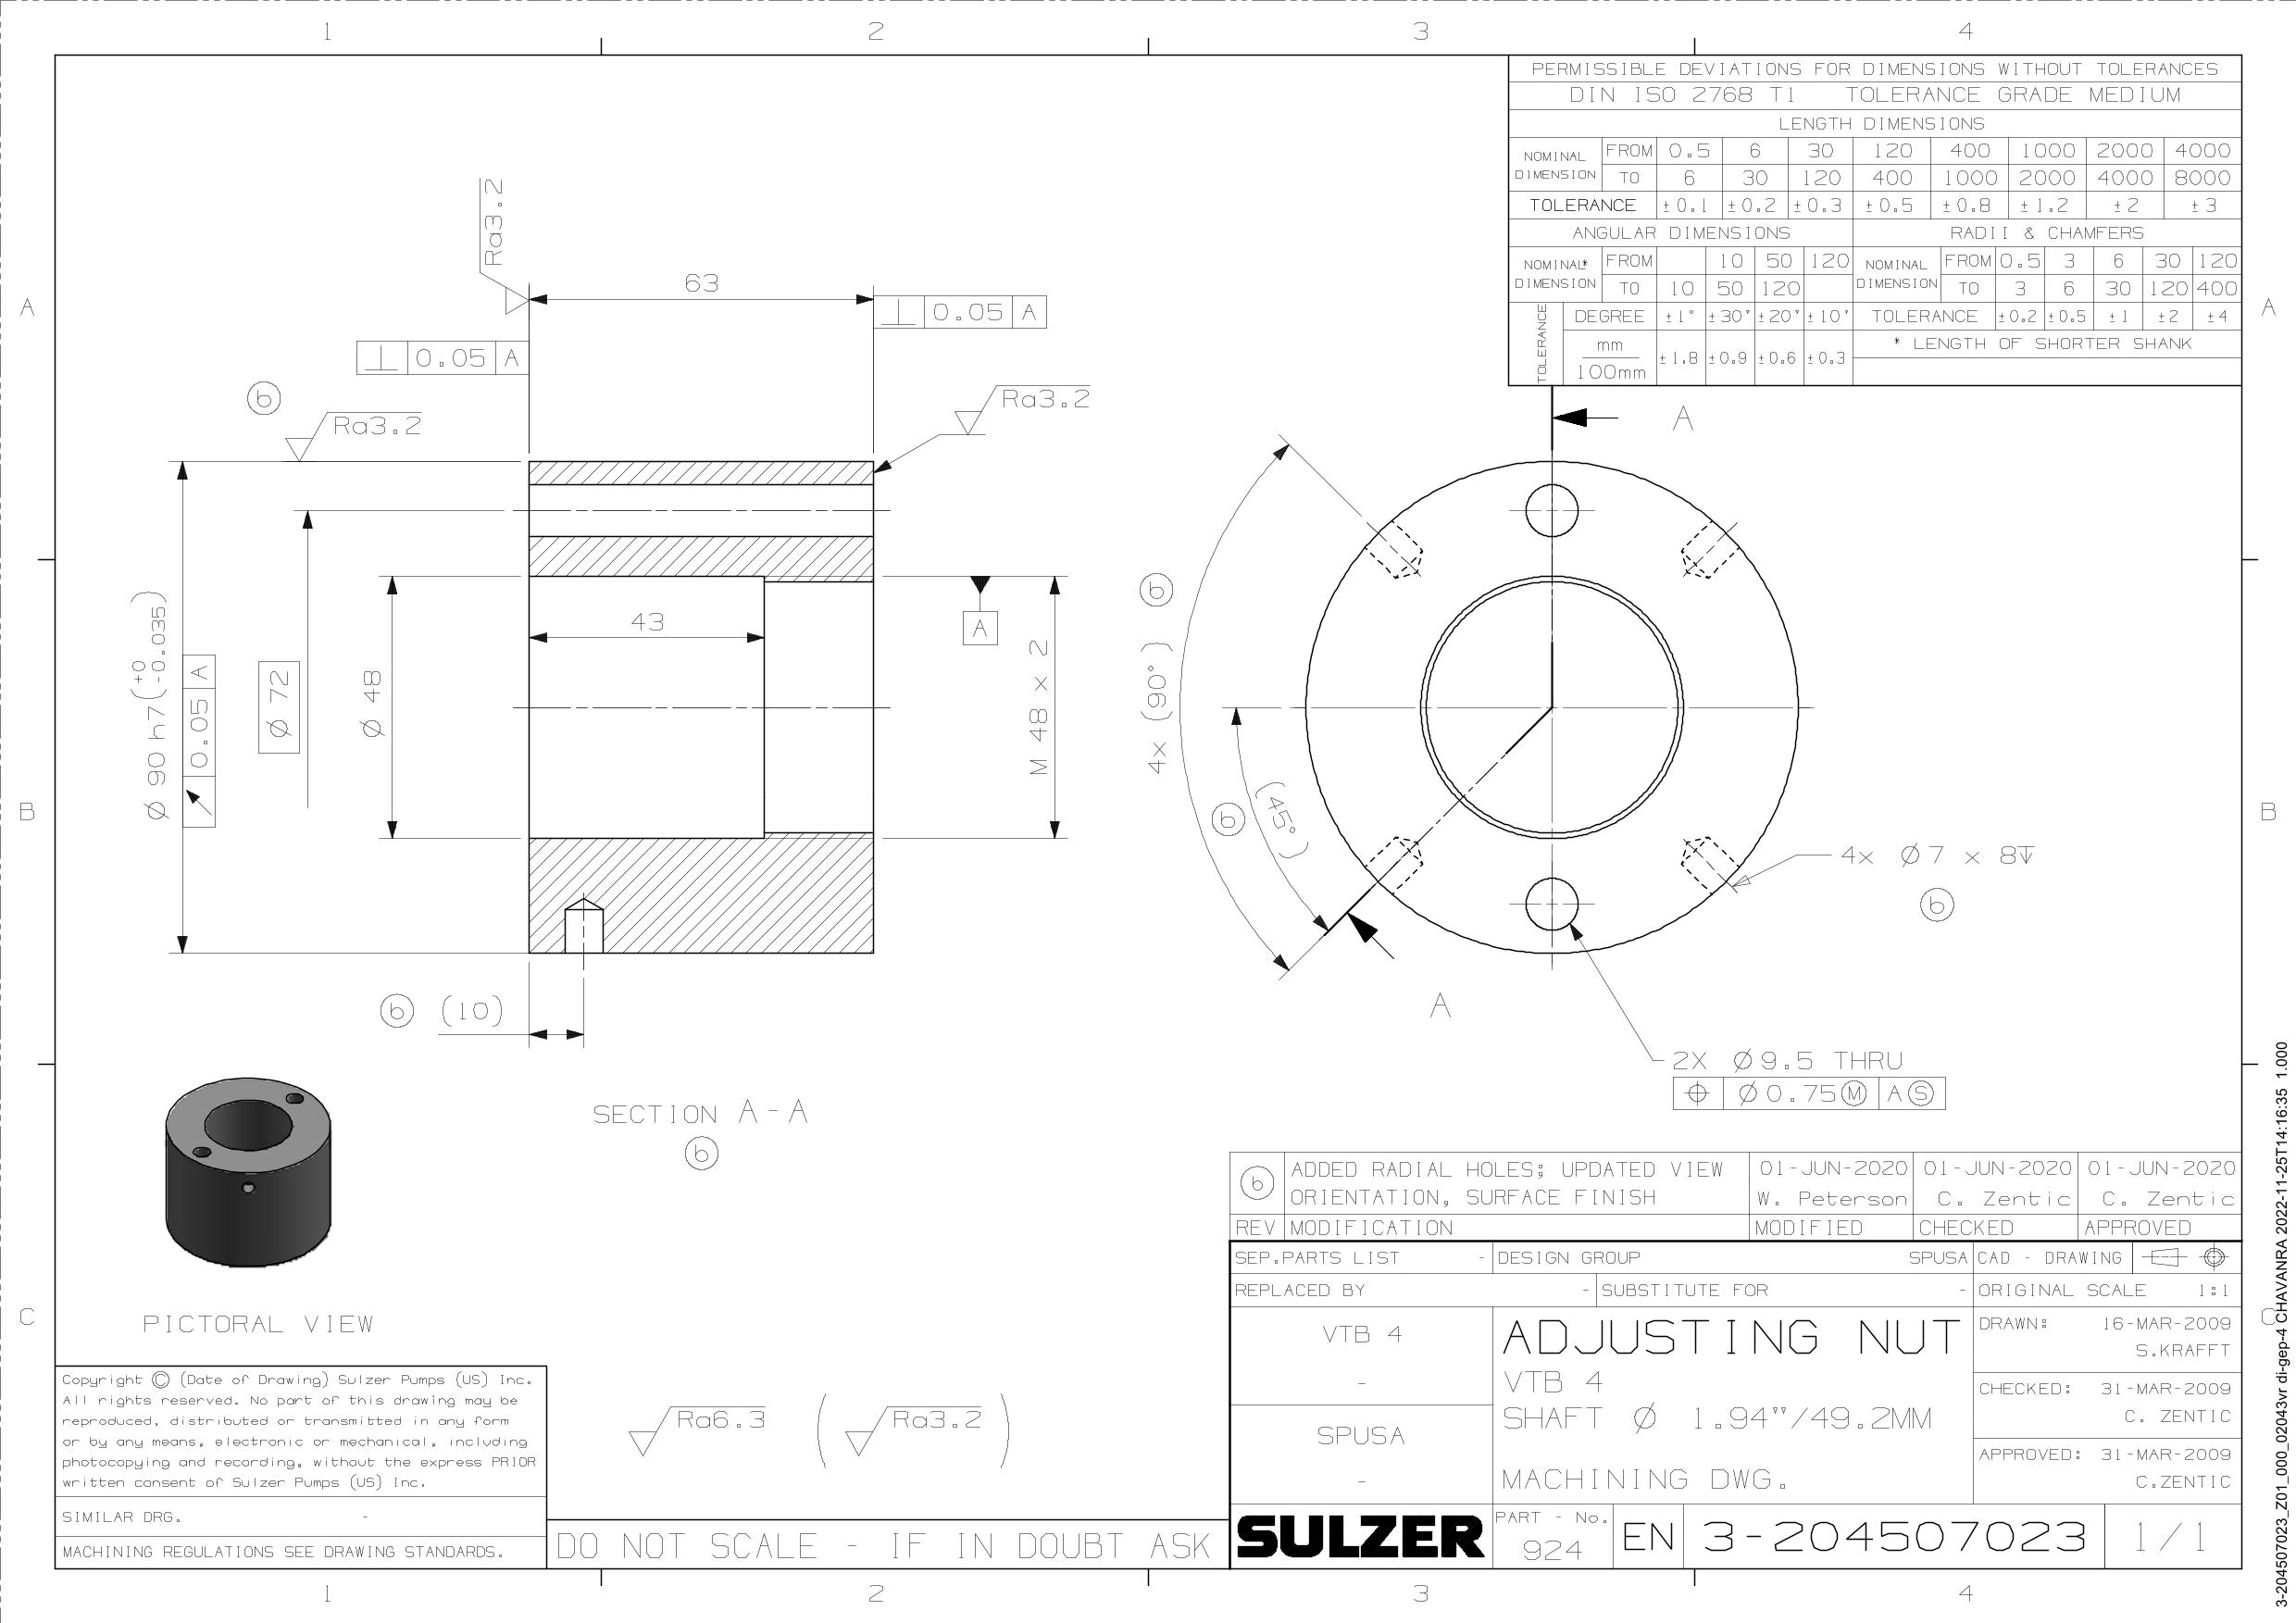 1 2 3 4
PERMISSIBLE DEVIATIONS FOR DIMENSIONS WITHOUT TOLERANCES
DIN ISO 2768 T1 TOLERANCE GRADE MEDIUM
LENGTH DIMENSIONS
NOMINAL DIMENSION FROM 0.5 6 30 120 400 1000 2000 4000
TO 6 30 120 400 1000 2000 4000 8000
TOLERANCE ±0.1 ±0.2 ±0.3 ±0.5 ±0.8 ±1.2 ±2 ±3
ANGULAR DIMENSIONS RADII & CHAMFERS
NOMINAL* DIMENSION FROM 10 50 120 NOMINAL DIMENSION FROM 0.5 3 6 30 120
TO 10 50 120 TO 3 6 30 120 400
TOLERANCE DEGREE ±1° ±30' ±20' ±10' TOLERANCE ±0.2 ±0.5 ±1 ±2 ±4
mm
100mm ±1.8 ±0.9 ±0.6 ±0.3 * LENGTH OF SHORTER SHANK
A
A
Ra3.2
63
⊥ 0.05 A
⊥ 0.05 A
b
Ra3.2
Ra3.2
Ø 90 h7 (+0 -0.035)
↗ 0.05 A
Ø 72
Ø 48
43
A
M 48 x 2
b (10)
SECTION A-A
b
A
4x (90°) b
b (45°)
4x Ø7 x 8↧
b
A
2X Ø9.5 THRU
⌖ Ø0.75Ⓜ AⓈ
B
B
PICTORAL VIEW
C
C
Ra6.3 (Ra3.2)
Copyright © (Date of Drawing) Sulzer Pumps (US) Inc.
All rights reserved. No part of this drawing may be
reproduced, distributed or transmitted in any form
or by any means, electronic or mechanical, including
photocopying and recording, without the express PRIOR
written consent of Sulzer Pumps (US) Inc.
SIMILAR DRG. -
MACHINING REGULATIONS SEE DRAWING STANDARDS.
DO NOT SCALE - IF IN DOUBT ASK
b ADDED RADIAL HOLES; UPDATED VIEW 01-JUN-2020 01-JUN-2020 01-JUN-2020
ORIENTATION, SURFACE FINISH W. Peterson C. Zentic C. Zentic
REV MODIFICATION MODIFIED CHECKED APPROVED
SEP.PARTS LIST - DESIGN GROUP SPUSA CAD - DRAWING
REPLACED BY - SUBSTITUTE FOR - ORIGINAL SCALE 1:1
VTB 4
-
SPUSA
-
ADJUSTING NUT
VTB 4
SHAFT Ø 1.94""/49.2MM
MACHINING DWG.
DRAWN: 16-MAR-2009
S.KRAFFT
CHECKED: 31-MAR-2009
C. ZENTIC
APPROVED: 31-MAR-2009
C.ZENTIC
SULZER
PART - No.
924
EN
3-204507023
1/1
1 2 3 4
3-204507023_Z01_000_02043vr di-gep-4 CHAVANRA 2022-11-25T14:16:35 1.000